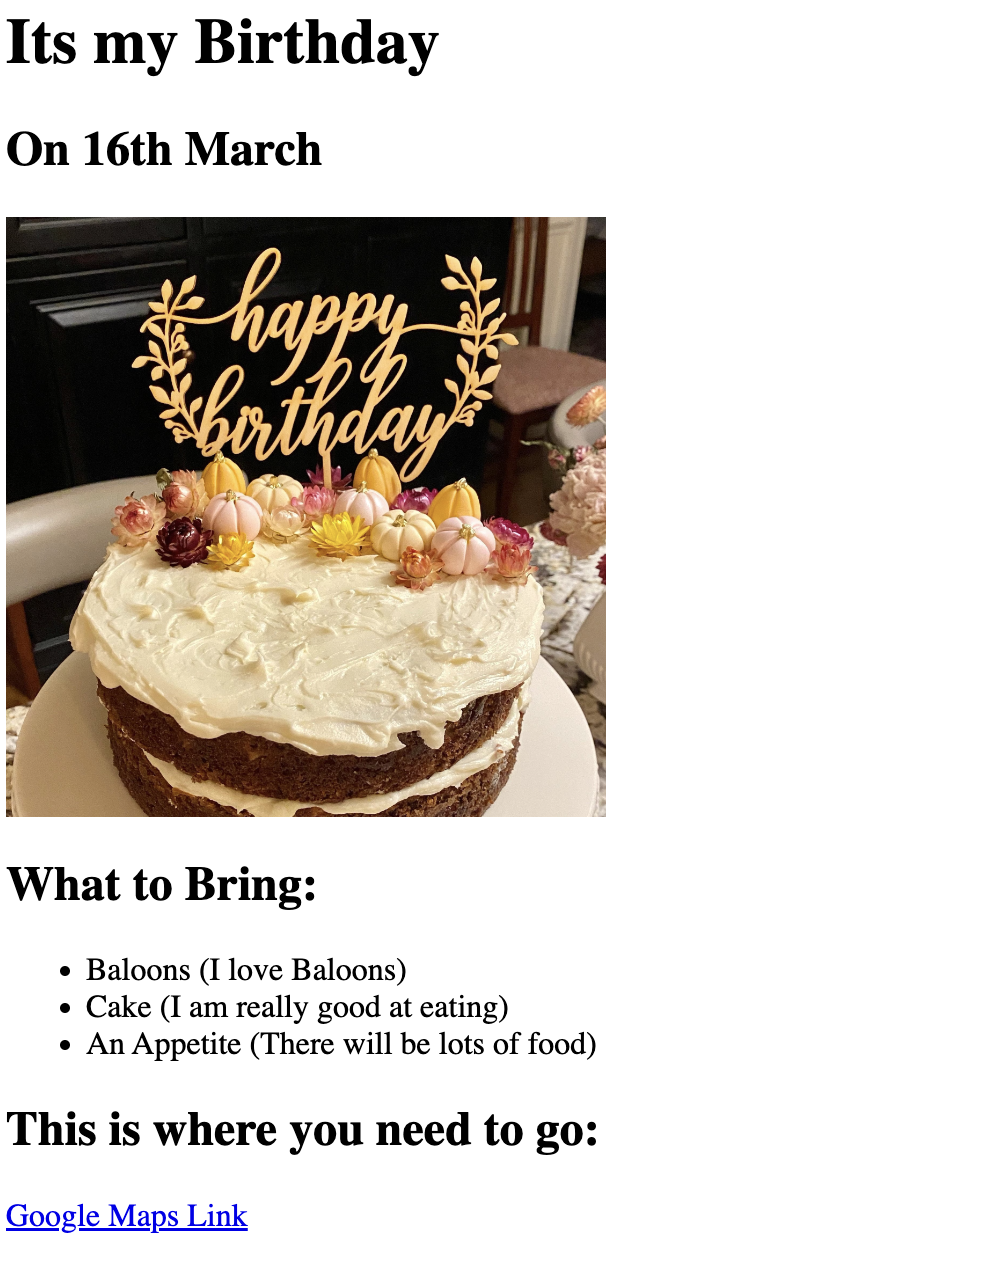 Its my Birthday
On 16th March
happy
birthday
What to Bring:
Baloons (I love Baloons)
Cake (I am really good at eating)
An Appetite (There will be lots of food)
This is where you need to go:
Google Maps Link